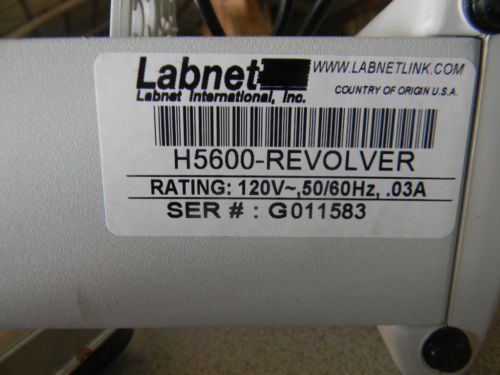 Labnet WWW.LABNETLINK.COM
Labnet International, Inc. COUNTRY OF ORIGIN U.S.A.
H5600-REVOLVER
RATING: 120V~,50/60Hz, .03A
SER # : G011583